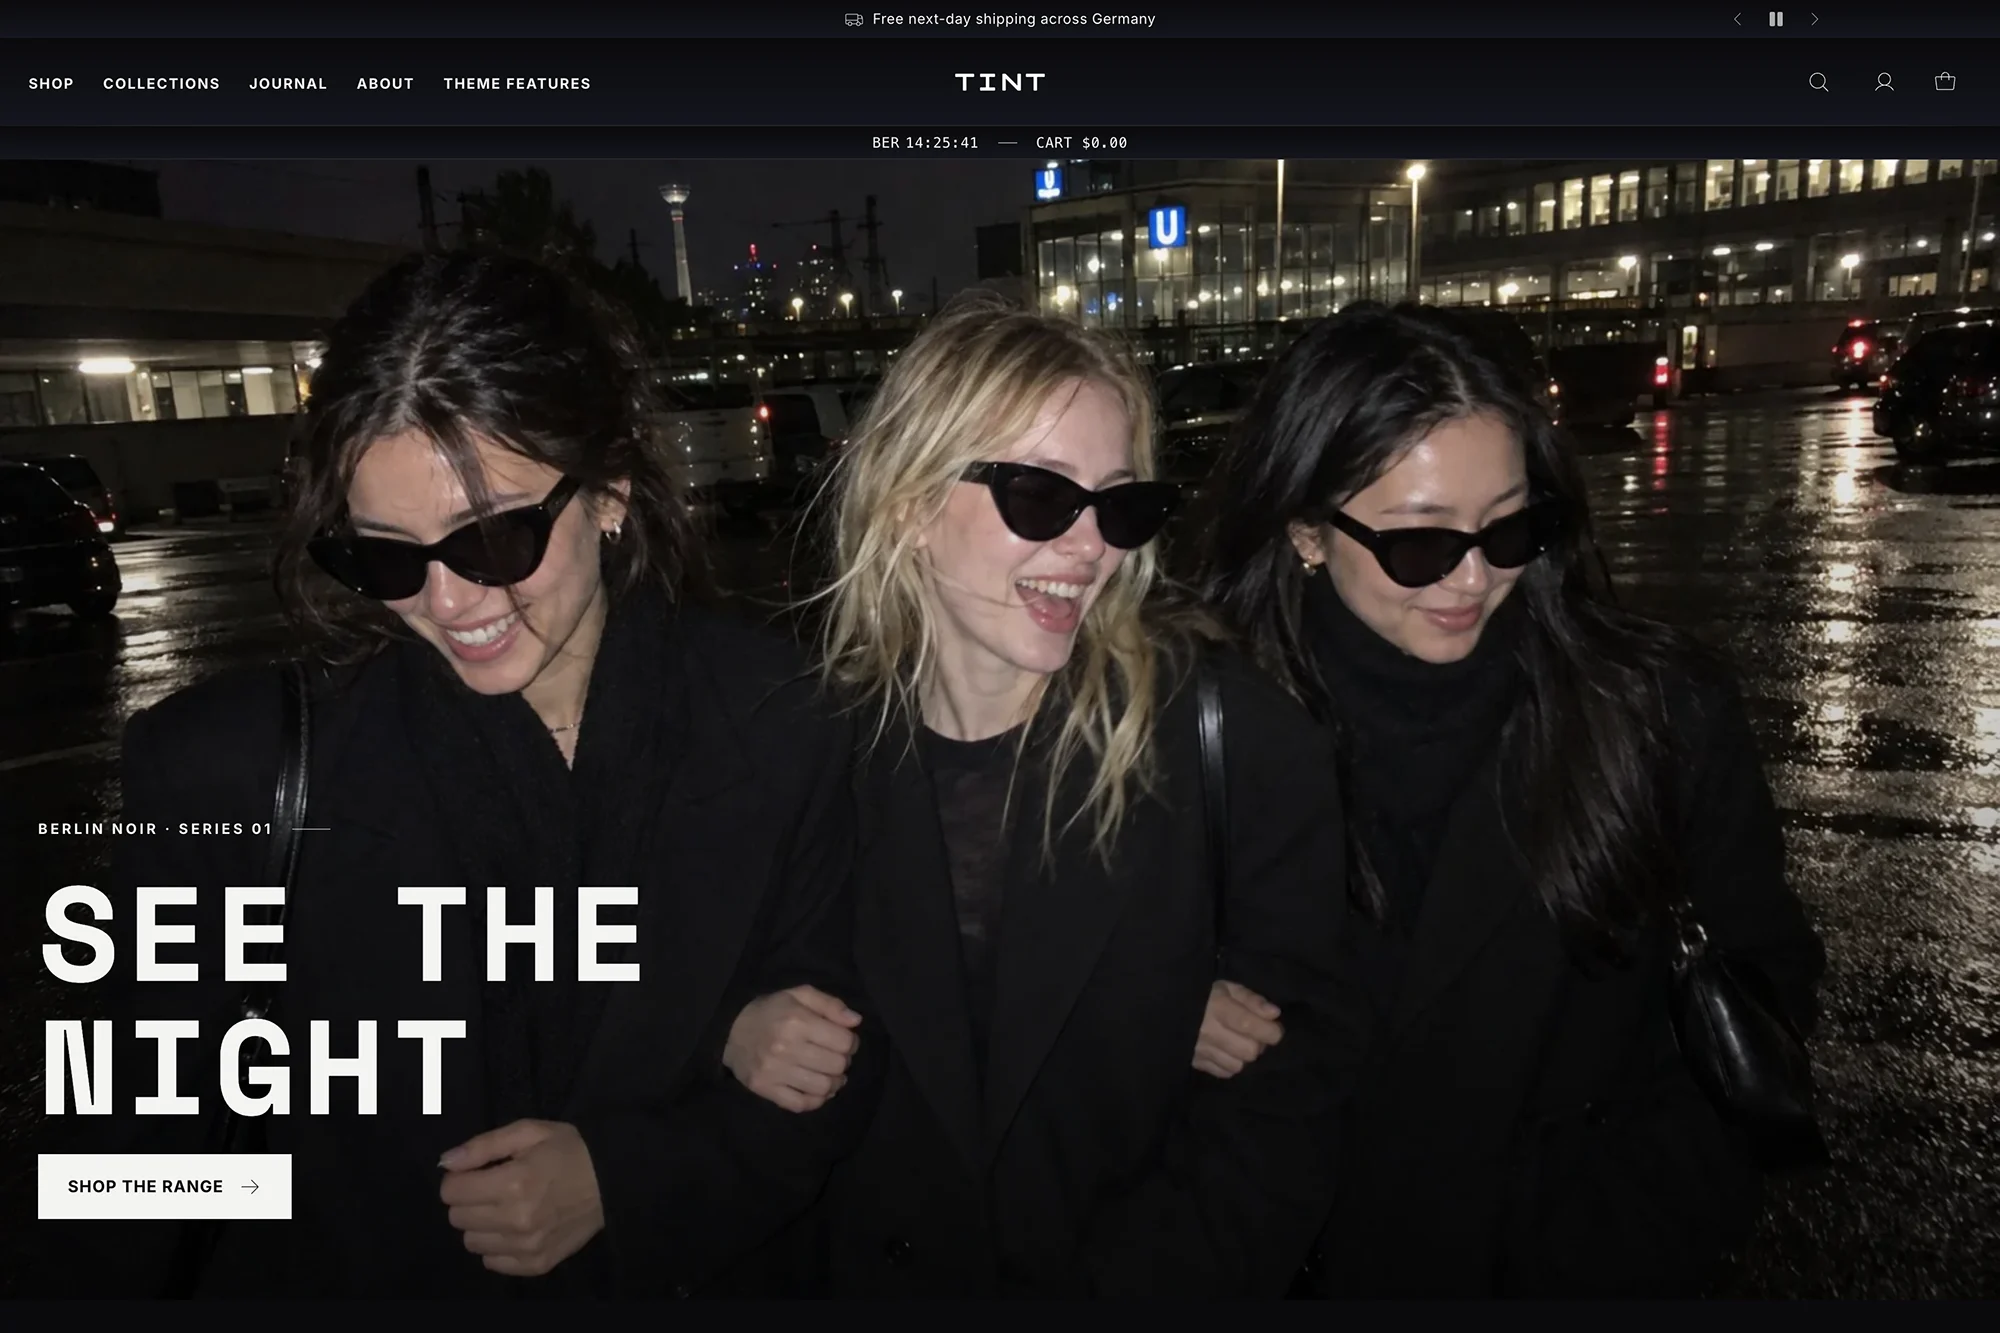 Free next-day shipping across Germany
SHOP COLLECTIONS JOURNAL ABOUT THEME FEATURES
TINT
BER 14:25:41 — CART $0.00
U
U
BERLIN NOIR · SERIES 01
SEE THE
NIGHT
SHOP THE RANGE →